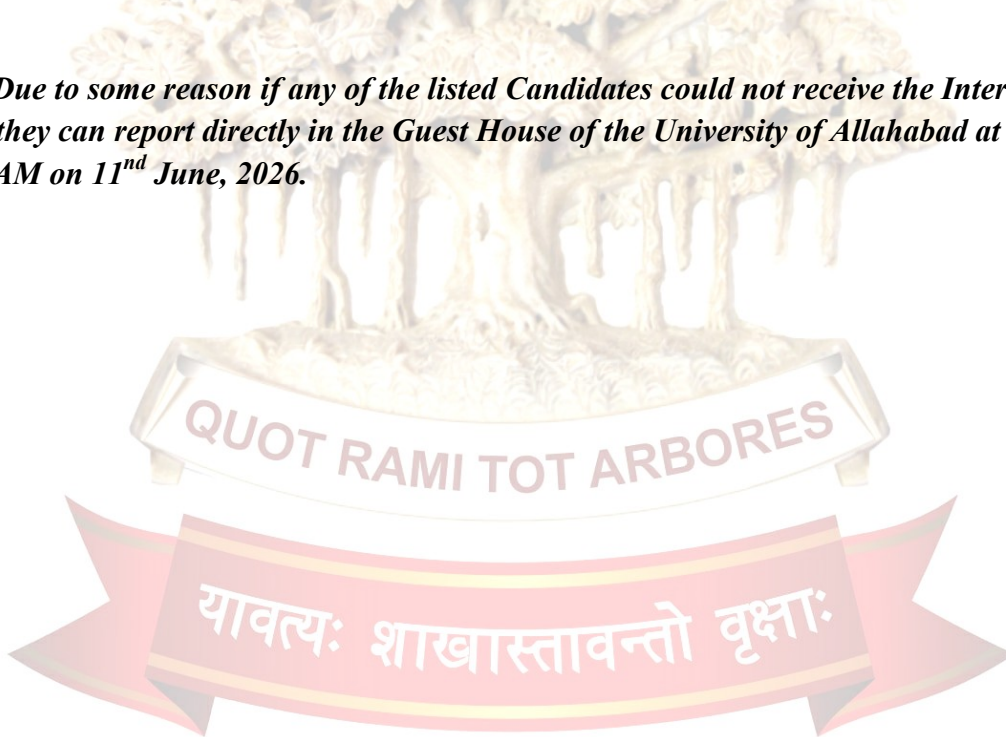 Due to some reason if any of the listed Candidates could not receive the Inter
they can report directly in the Guest House of the University of Allahabad at
AM on 11nd June, 2026.
QUOT RAMI TOT ARBORES
यावत्यः शाखास्तावन्तो वृक्षाः